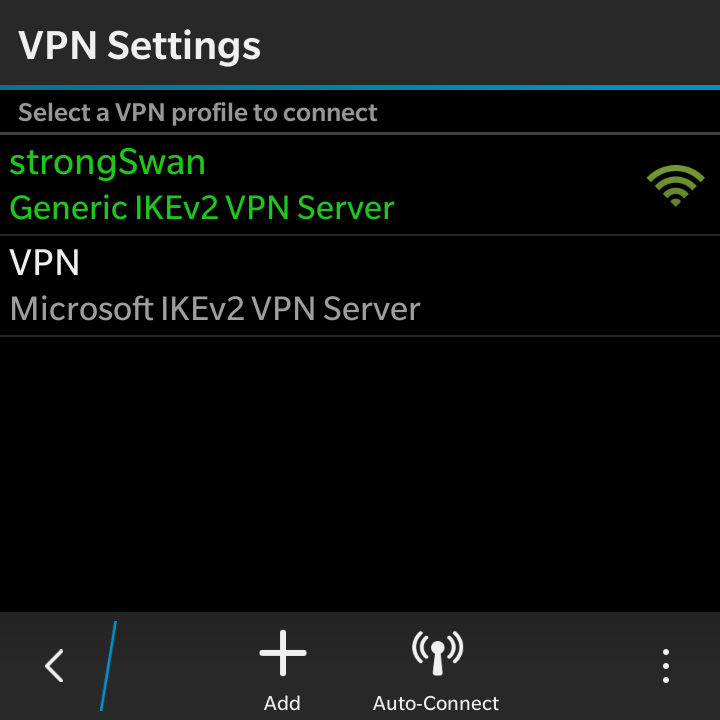 VPN Settings
Select a VPN profile to connect
strongSwan
Generic IKEv2 VPN Server
VPN
Microsoft IKEv2 VPN Server
Add
Auto-Connect